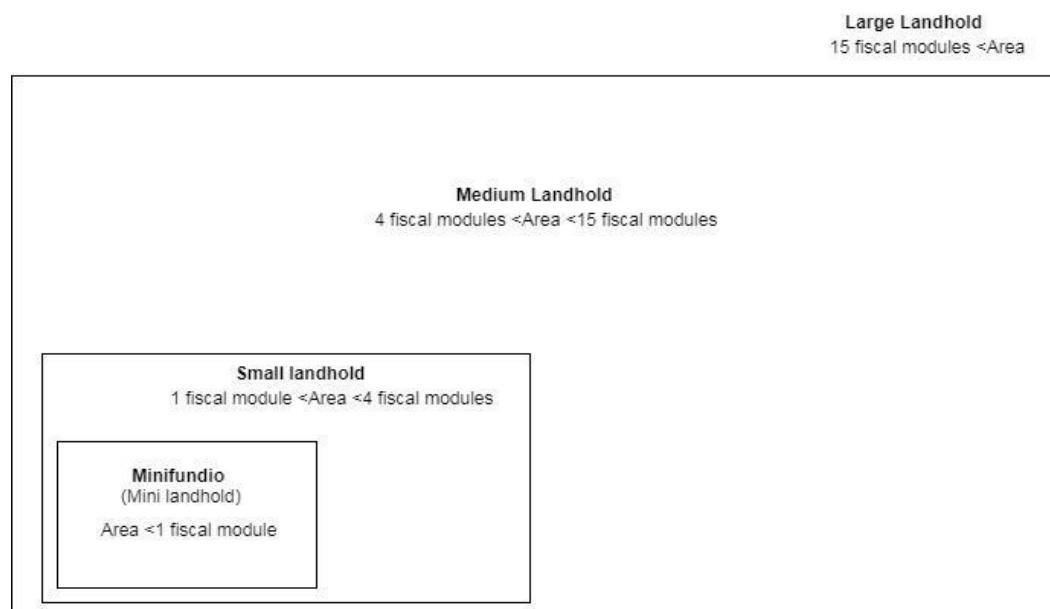 Large Landhold
15 fiscal modules <Area
Medium Landhold
4 fiscal modules <Area <15 fiscal modules
Small landhold
1 fiscal module <Area <4 fiscal modules
Minifundio
(Mini landhold)
Area <1 fiscal module